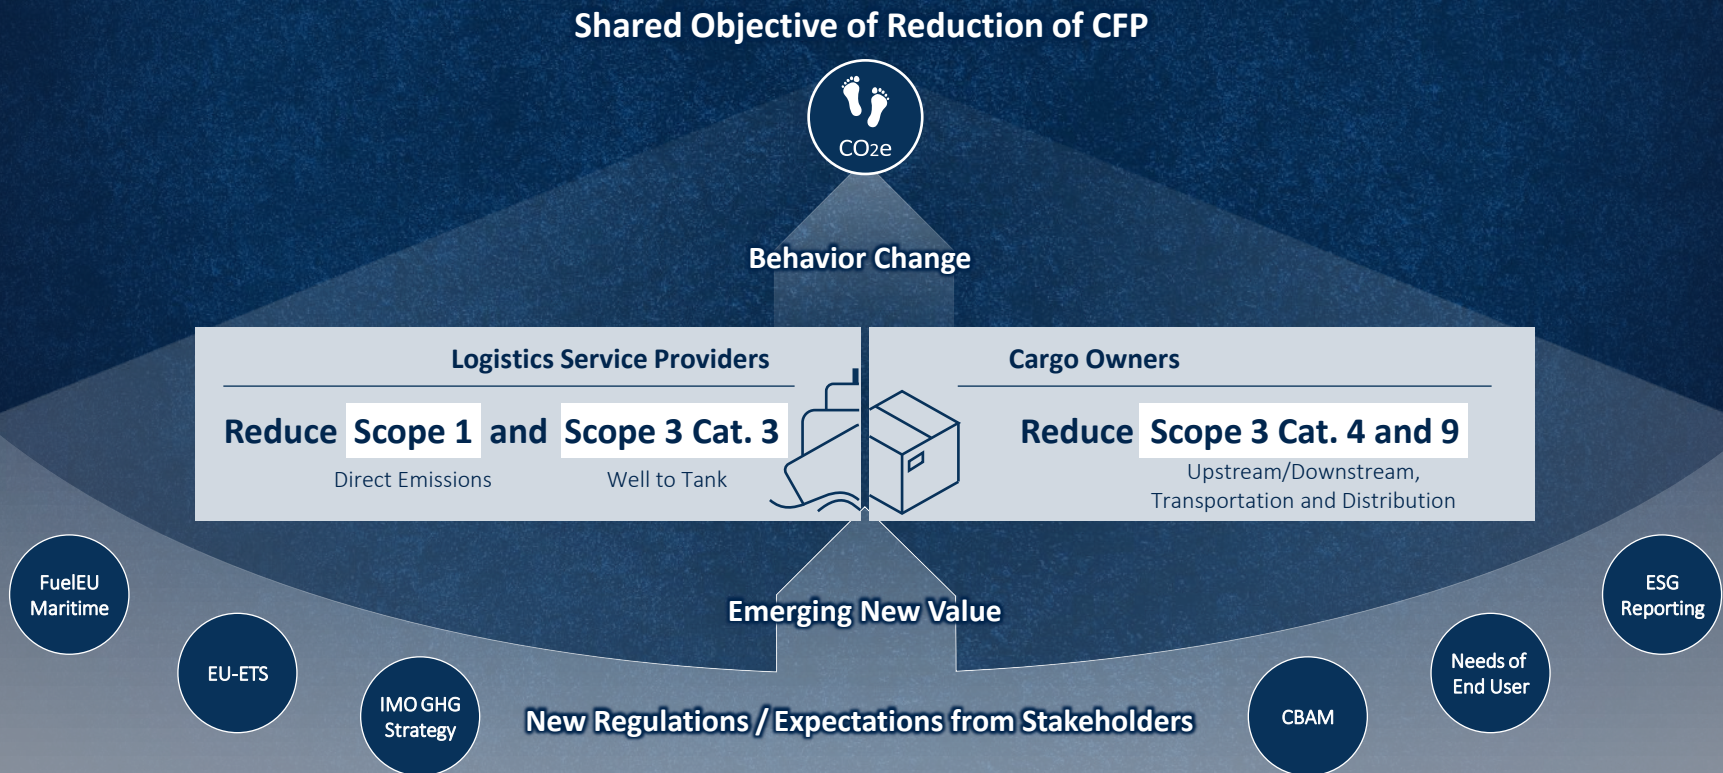 Shared Objective of Reduction of CFP
CO2e
Behavior Change
Logistics Service Providers
Reduce Scope 1 and Scope 3 Cat. 3
Direct Emissions
Well to Tank
Cargo Owners
Reduce Scope 3 Cat. 4 and 9
Upstream/Downstream,
Transportation and Distribution
Emerging New Value
New Regulations / Expectations from Stakeholders
FuelEU
Maritime
EU-ETS
IMO GHG
Strategy
CBAM
Needs of
End User
ESG
Reporting